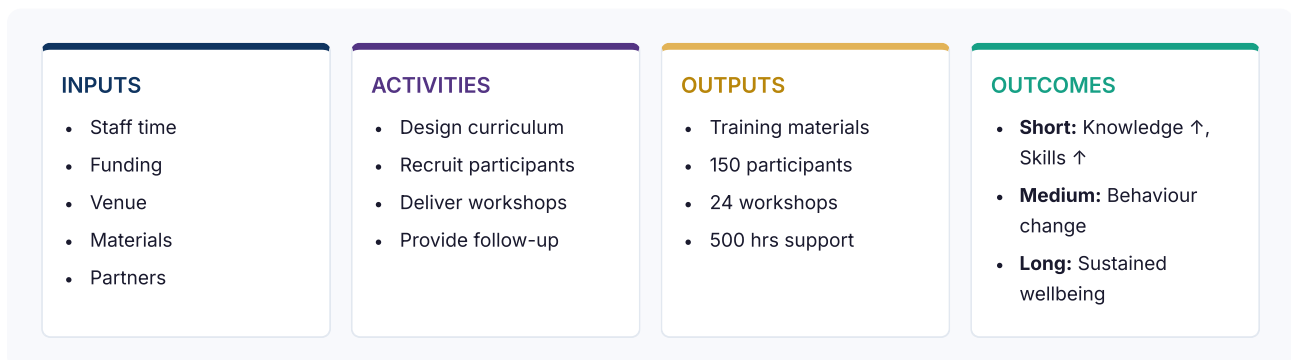 INPUTS
• Staff time
• Funding
• Venue
• Materials
• Partners
ACTIVITIES
• Design curriculum
• Recruit participants
• Deliver workshops
• Provide follow-up
OUTPUTS
• Training materials
• 150 participants
• 24 workshops
• 500 hrs support
OUTCOMES
• Short: Knowledge ↑,
Skills ↑
• Medium: Behaviour
change
• Long: Sustained
wellbeing